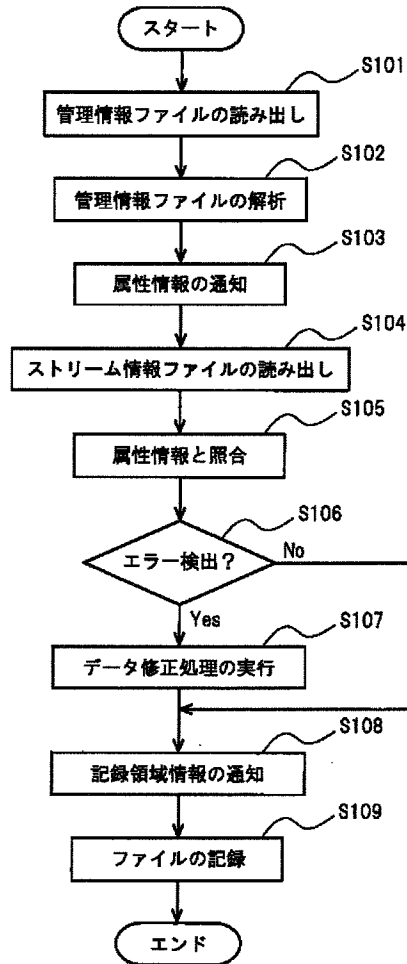 スタート
S101
管理情報ファイルの読み出し
S102
管理情報ファイルの解析
S103
属性情報の通知
S104
ストリーム情報ファイルの読み出し
S105
属性情報と照合
S106
エラー検出？
No
Yes
S107
データ修正処理の実行
S108
記録領域情報の通知
S109
ファイルの記録
エンド